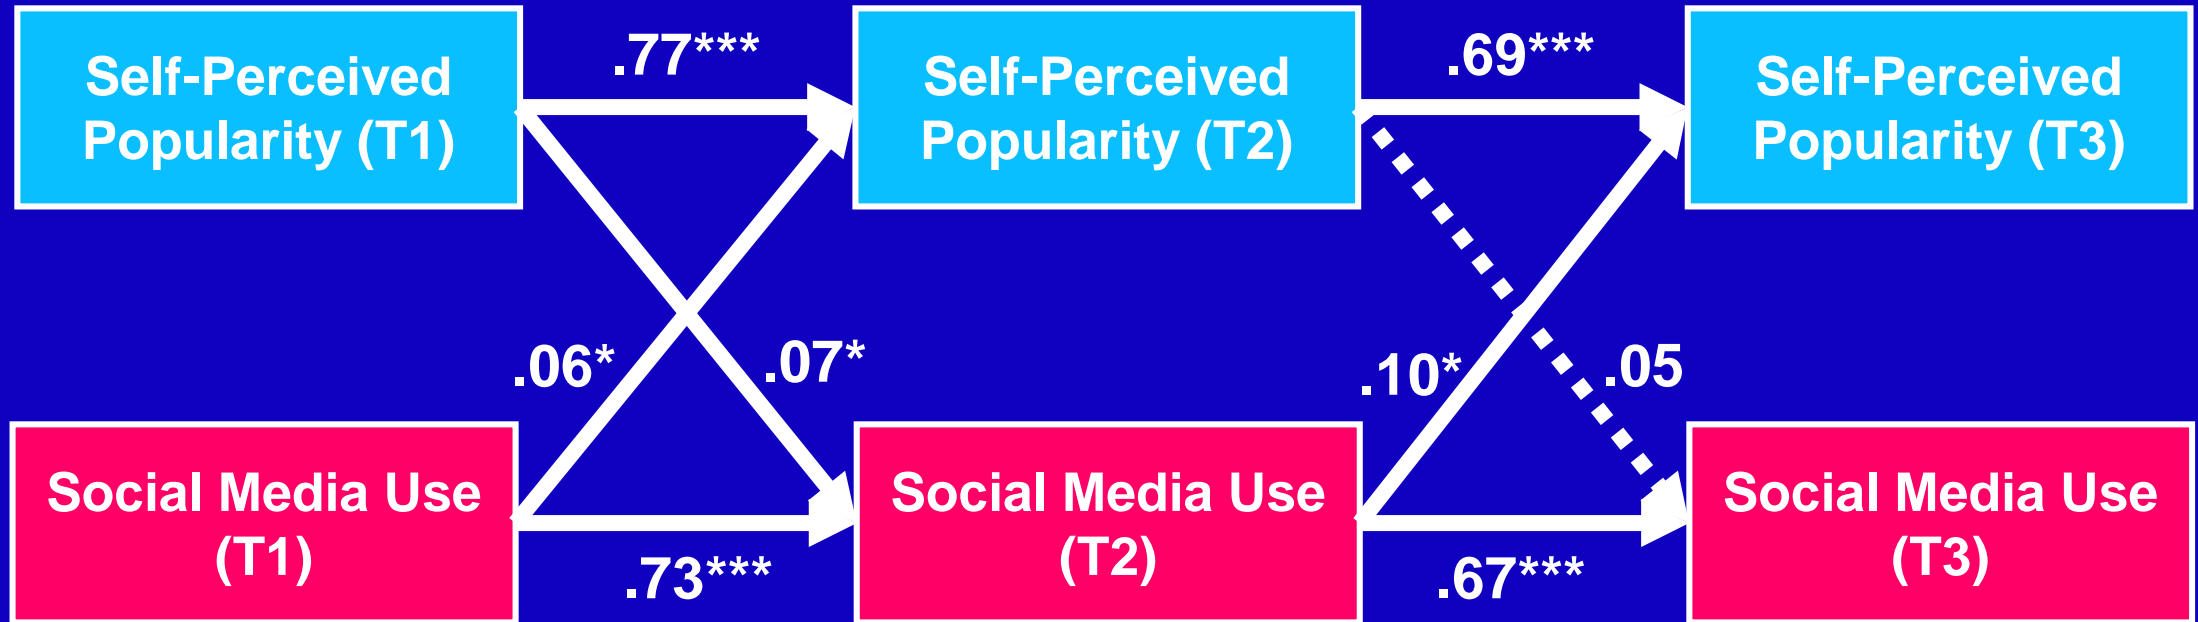 Self-Perceived
Popularity (T1)
.77***
Self-Perceived
Popularity (T2)
.69***
Self-Perceived
Popularity (T3)
.06*
.07*
.10*
.05
Social Media Use
(T1)
.73***
Social Media Use
(T2)
.67***
Social Media Use
(T3)